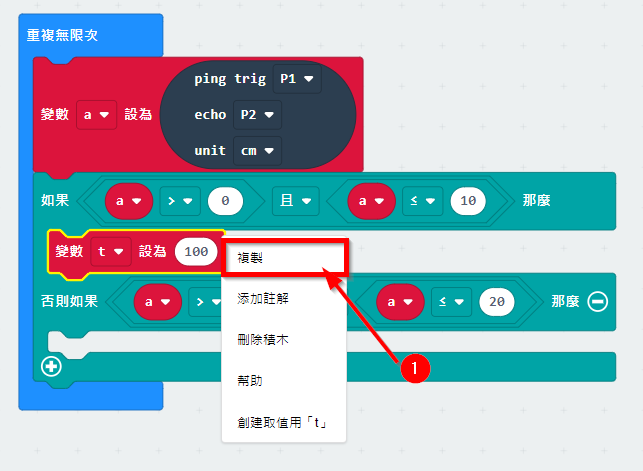 重複無限次
ping trig P1
變數 a 設為 echo P2
unit cm
如果 a > 0 且 a ≤ 10 那麼
變數 t 設為 100
複製
否則如果 a > a ≤ 20 那麼
添加註解
刪除積木
幫助
創建取值用「t」
1